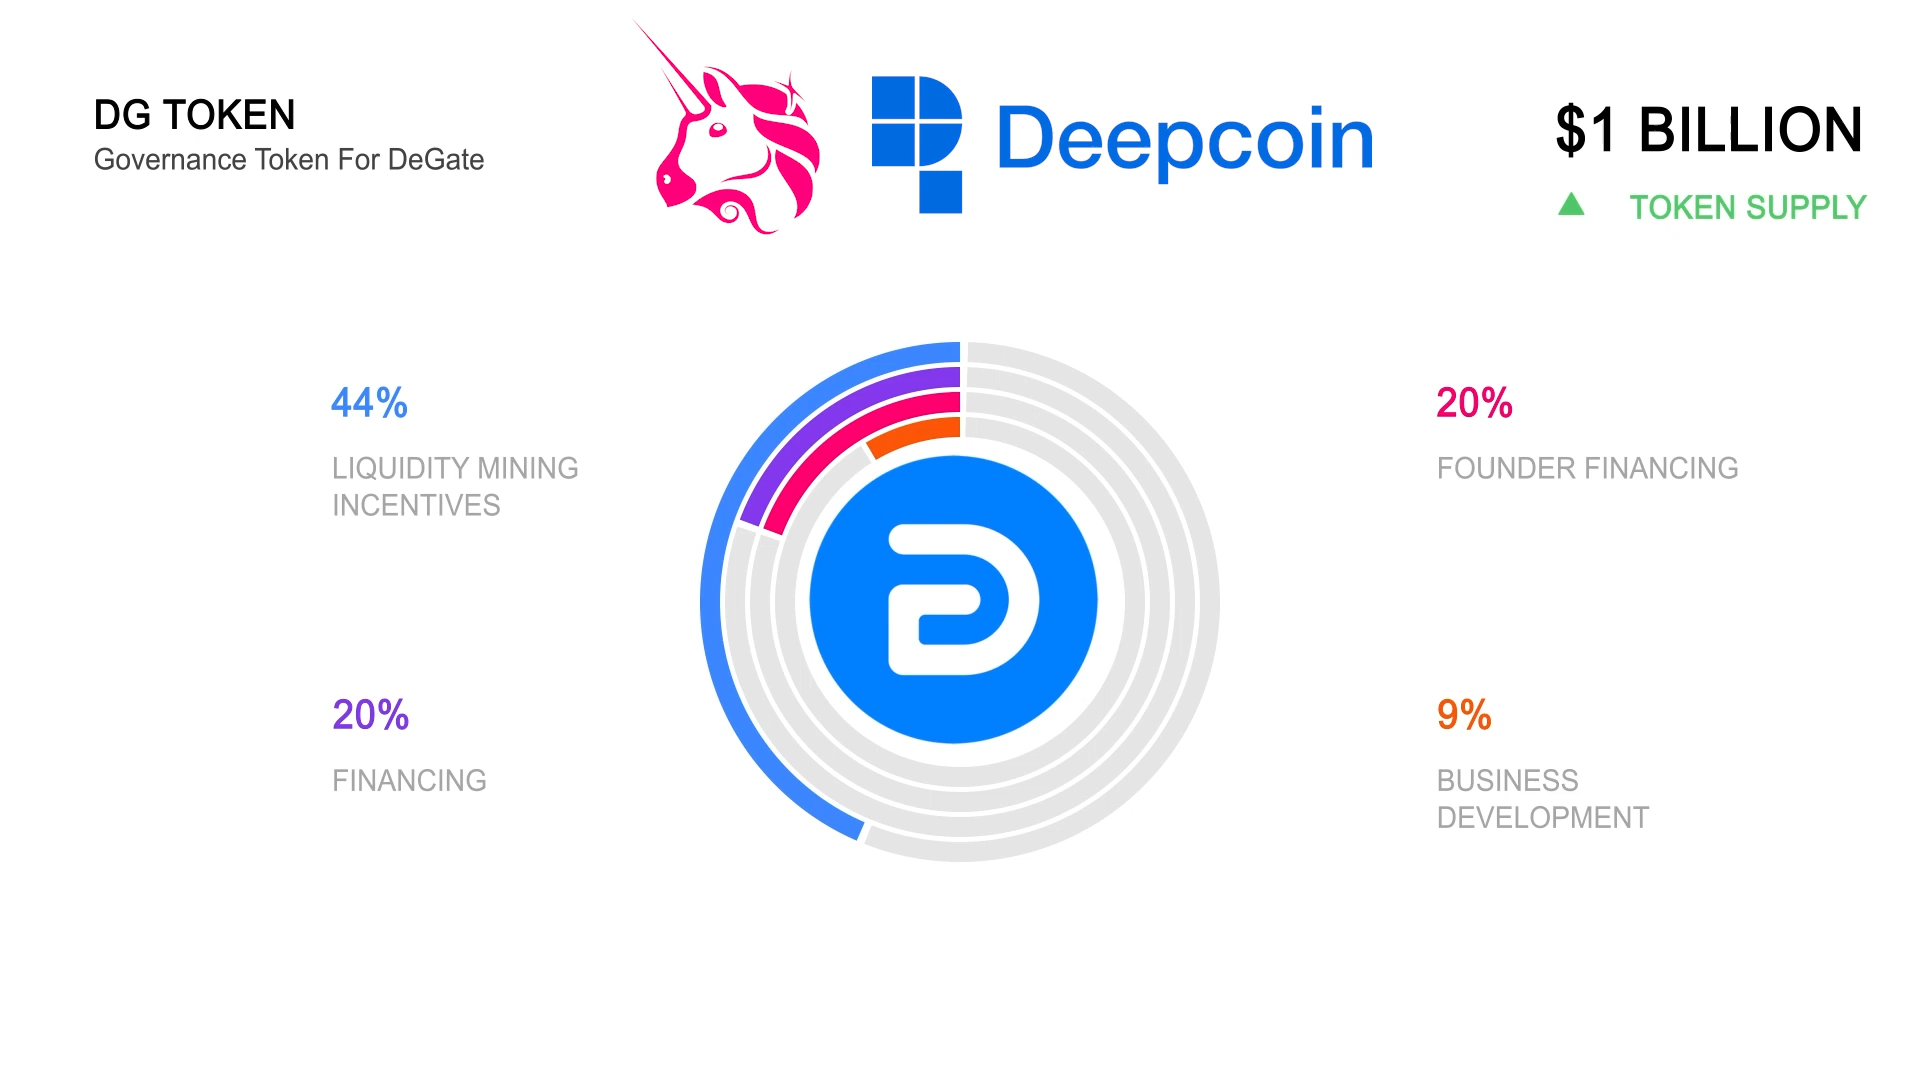 DG TOKEN
Governance Token For DeGate
Deepcoin
$1 BILLION
TOKEN SUPPLY
44%
LIQUIDITY MINING
INCENTIVES
20%
FINANCING
20%
FOUNDER FINANCING
9%
BUSINESS
DEVELOPMENT